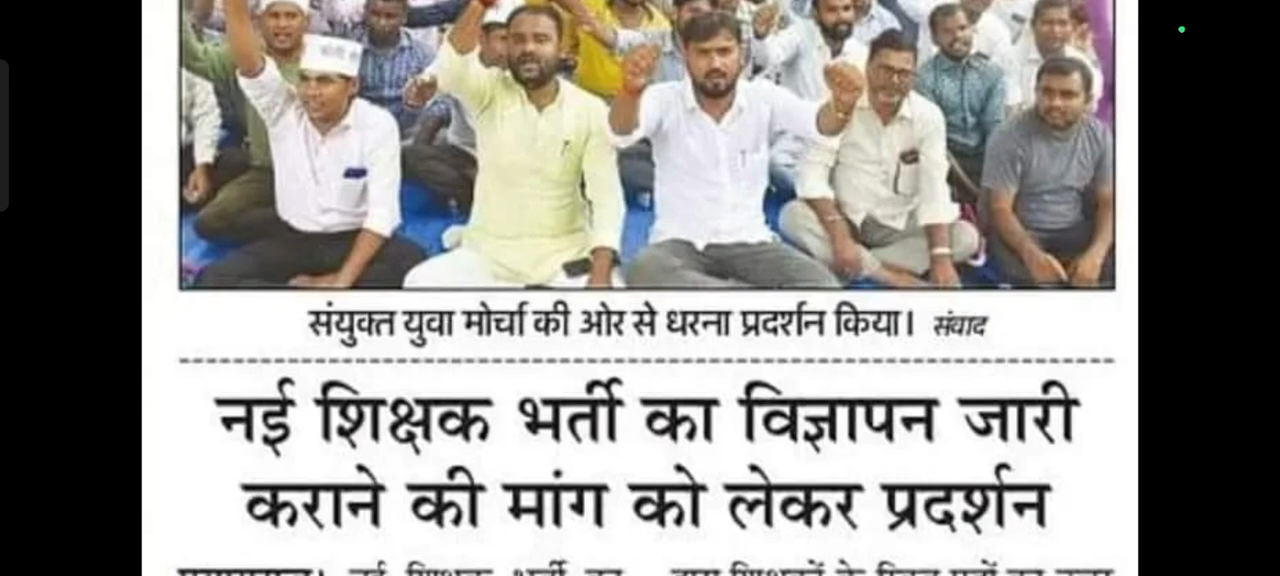 संयुक्त युवा मोर्चा की ओर से धरना प्रदर्शन किया। संवाद
नई शिक्षक भर्ती का विज्ञापन जारी
कराने की मांग को लेकर प्रदर्शन